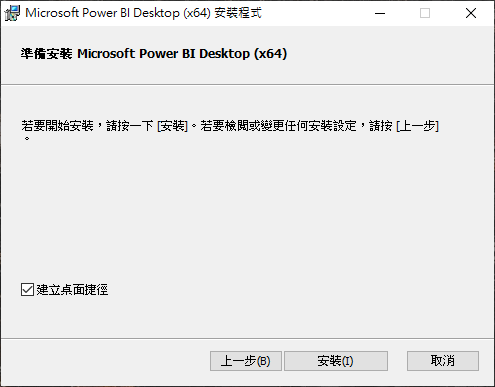 Microsoft Power BI Desktop (x64) 安裝程式
準備安裝 Microsoft Power BI Desktop (x64)
若要開始安裝，請按一下 [安裝]。若要檢閱或變更任何安裝設定，請按 [上一步]
。
建立桌面捷徑
上一步(B) 安裝(I) 取消